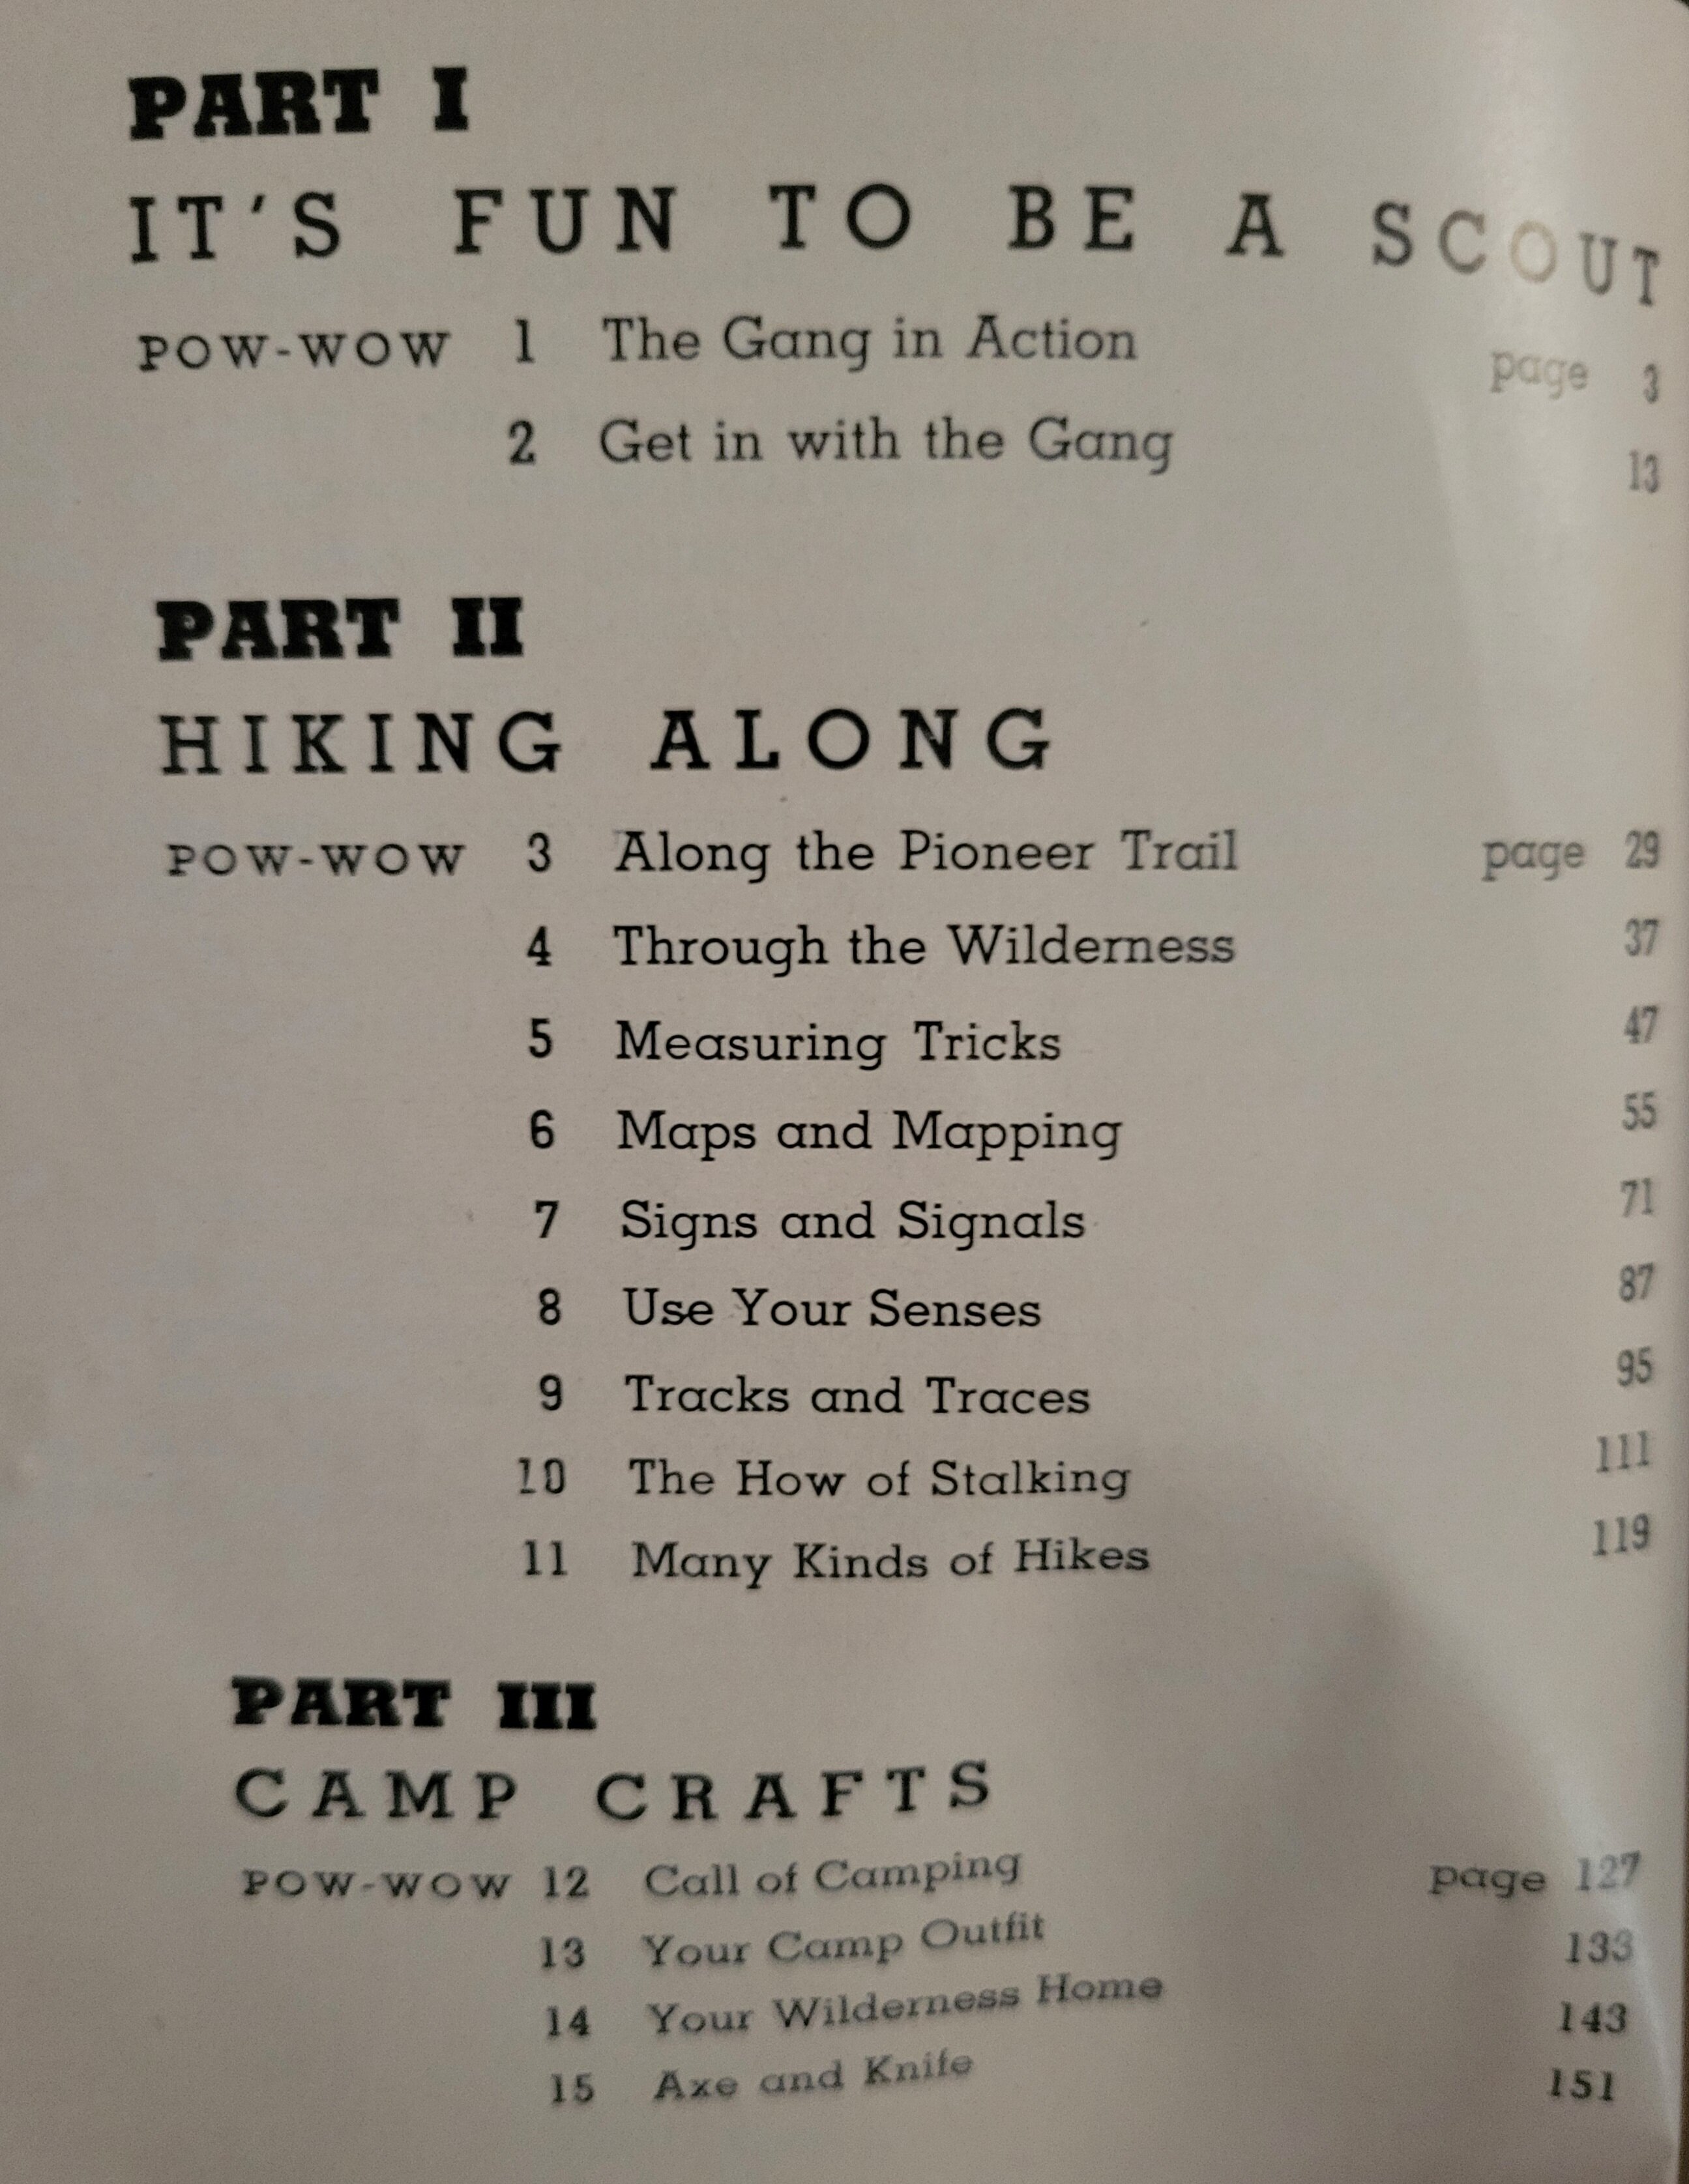 PART I
IT'S FUN TO BE A SCOUT
POW-WOW 1 The Gang in Action page 3
2 Get in with the Gang 13
PART II
HIKING ALONG
POW-WOW 3 Along the Pioneer Trail page 29
4 Through the Wilderness 37
5 Measuring Tricks 47
6 Maps and Mapping 55
7 Signs and Signals 71
8 Use Your Senses 87
9 Tracks and Traces 95
10 The How of Stalking 111
11 Many Kinds of Hikes 119
PART III
CAMP CRAFTS
POW-WOW 12 Call of Camping page 127
13 Your Camp Outfit 133
14 Your Wilderness Home 143
15 Axe and Knife 151